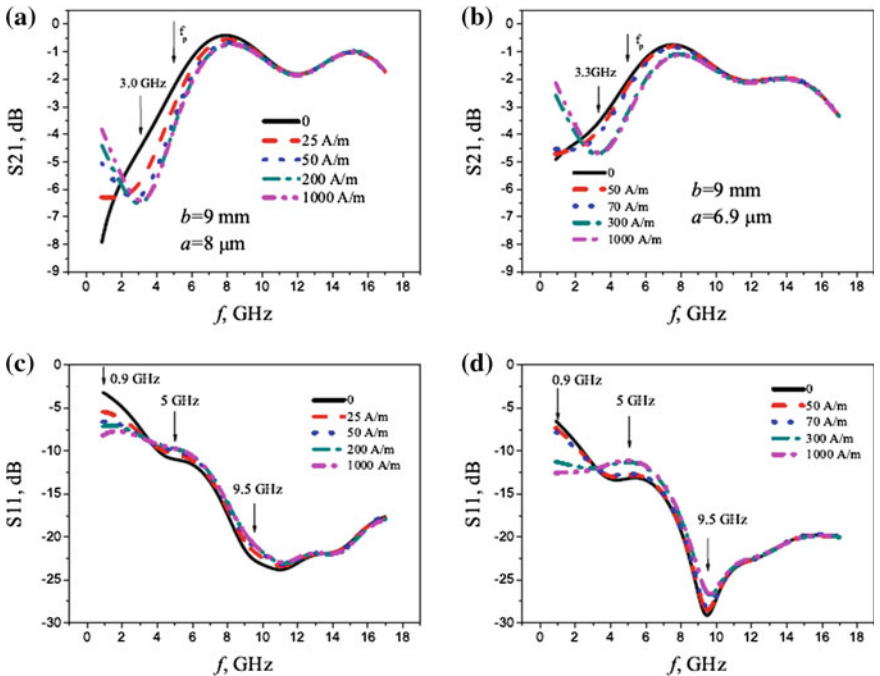 (a)
S21, dB
0
-1
-2
-3
-4
-5
-6
-7
-8
-9
f_p
3.0 GHz
0
25 A/m
50 A/m
200 A/m
1000 A/m
b=9 mm
a=8 μm
0 2 4 6 8 10 12 14 16 18
f, GHz
(b)
S21, dB
0
-1
-2
-3
-4
-5
-6
-7
-8
-9
f_p
3.3GHz
0
50 A/m
70 A/m
300 A/m
1000 A/m
b=9 mm
a=6.9 μm
0 2 4 6 8 10 12 14 16 18
f, GHz
(c)
S11, dB
0
-5
-10
-15
-20
-25
-30
0.9 GHz
5 GHz
9.5 GHz
0
25 A/m
50 A/m
200 A/m
1000 A/m
0 2 4 6 8 10 12 14 16 18
f, GHz
(d)
S11, dB
0
-5
-10
-15
-20
-25
-30
0.9 GHz
5 GHz
9.5 GHz
0
50 A/m
70 A/m
300 A/m
1000 A/m
0 2 4 6 8 10 12 14 16 18
f, GHz